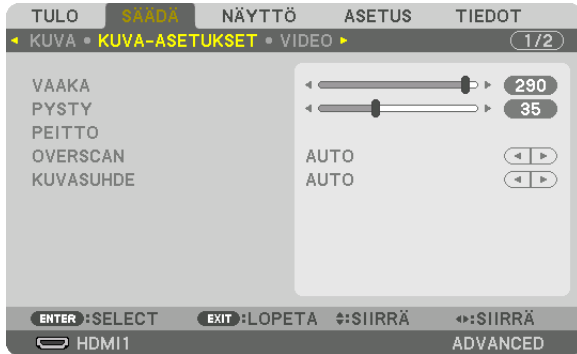 TULO SÄÄDÄ NÄYTTÖ ASETUS TIEDOT
KUVA • KUVA-ASETUKSET • VIDEO 1/2
VAAKA 290
PYSTY 35
PEITTO
OVERSCAN AUTO
KUVASUHDE AUTO
ENTER :SELECT EXIT :LOPETA :SIIRRÄ :SIIRRÄ
HDMI1 ADVANCED